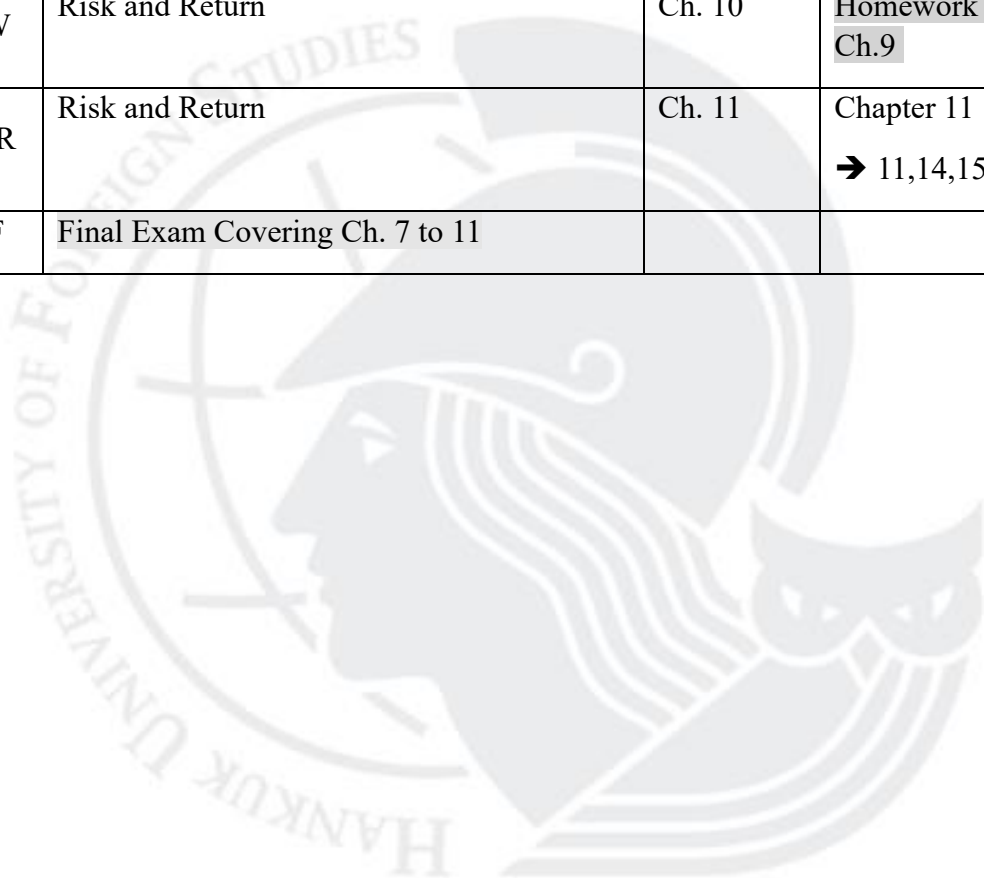 W
Risk and Return
Ch. 10
Homework
Ch.9
R
Risk and Return
Ch. 11
Chapter 11
➔ 11,14,15
F
Final Exam Covering Ch. 7 to 11
HANKUK UNIVERSITY OF FOREIGN STUDIES